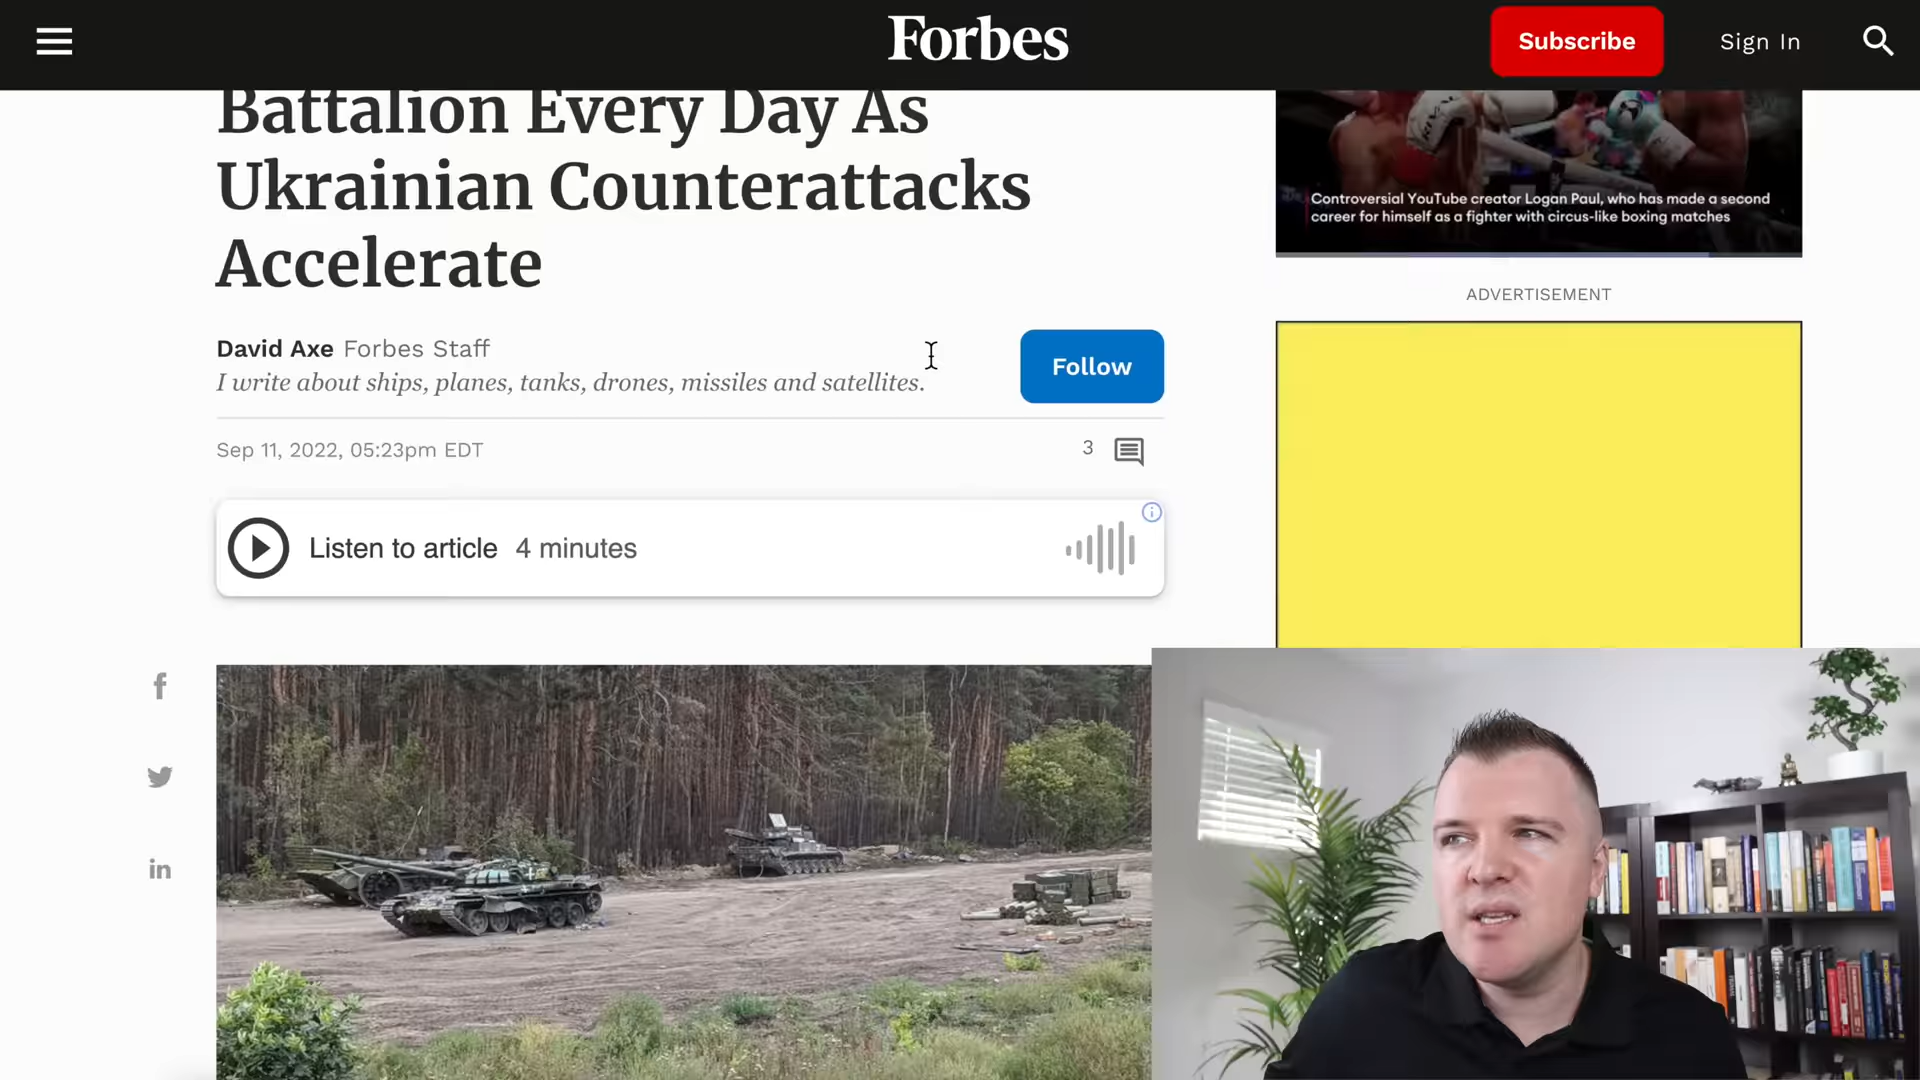 Forbes
Subscribe
Sign In
Battalion Every Day As
Ukrainian Counterattacks
Accelerate
David Axe Forbes Staff
I write about ships, planes, tanks, drones, missiles and satellites.
Follow
Sep 11, 2022, 05:23pm EDT
3
Listen to article 4 minutes
Controversial YouTube creator Logan Paul, who has made a second
career for himself as a fighter with circus-like boxing matches
ADVERTISEMENT